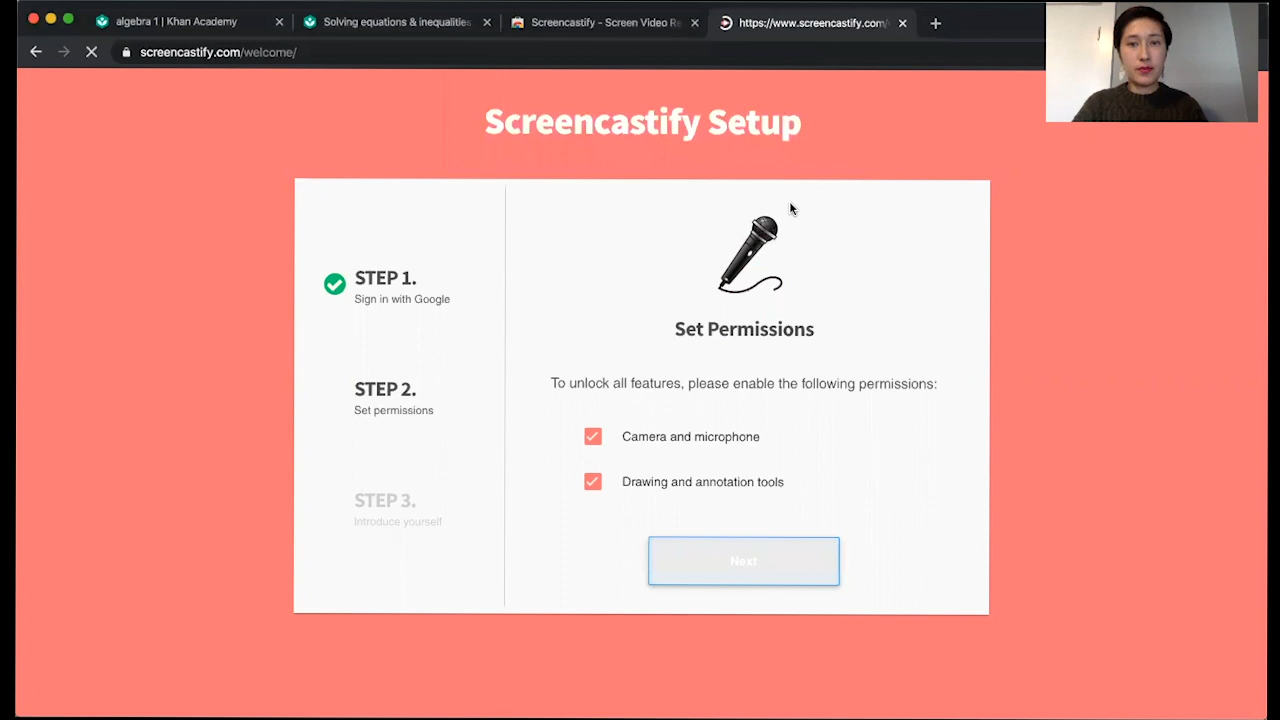 algebra 1 | Khan Academy
Solving equations & inequalities
Screencastify - Screen Video Re
https://www.screencastify.com/
screencastify.com/welcome/
Screencastify Setup
STEP 1.
Sign in with Google
STEP 2.
Set permissions
STEP 3.
Introduce yourself
Set Permissions
To unlock all features, please enable the following permissions:
Camera and microphone
Drawing and annotation tools
Next